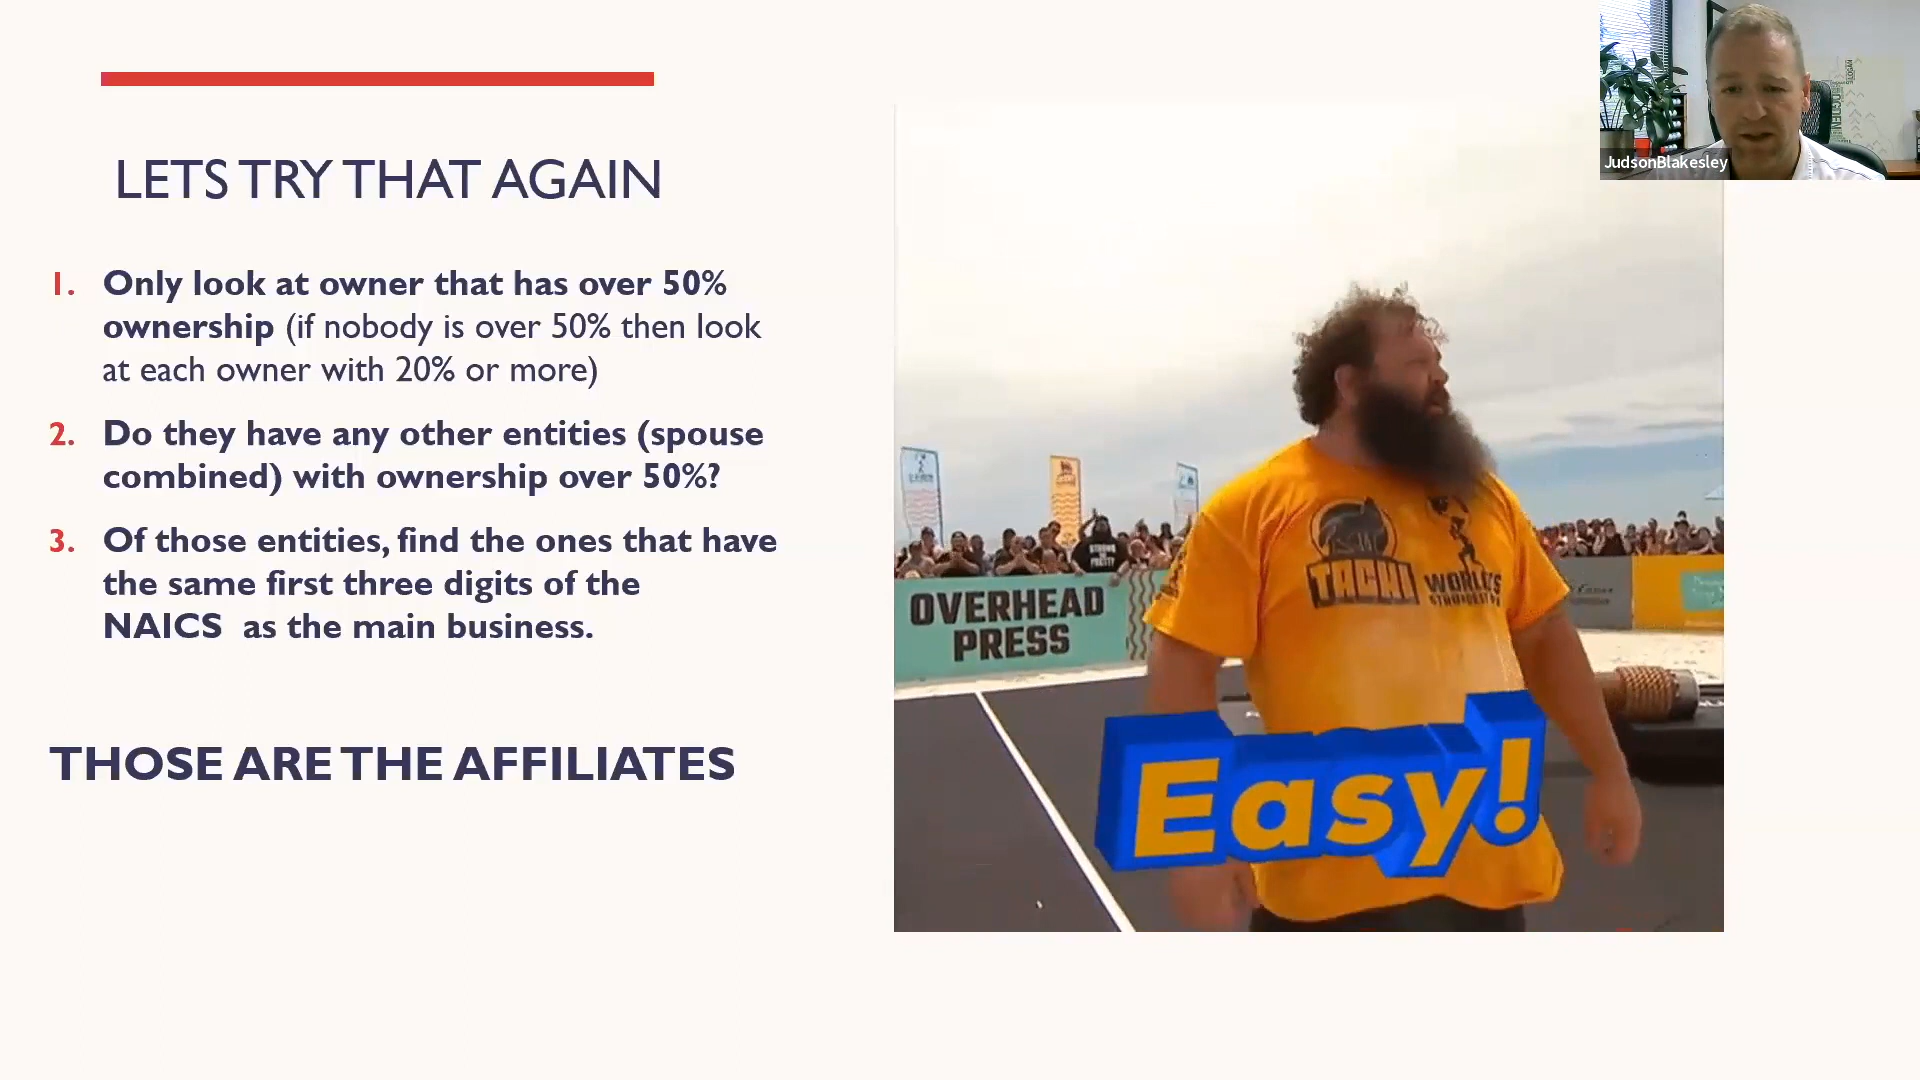 LETS TRY THAT AGAIN
1. Only look at owner that has over 50%
ownership (if nobody is over 50% then look
at each owner with 20% or more)
2. Do they have any other entities (spouse
combined) with ownership over 50%?
3. Of those entities, find the ones that have
the same first three digits of the
NAICS as the main business.
THOSE ARE THE AFFILIATES
JudsonBlakesley
OVERHEAD
PRESS
TACHI
WORLD'S
Easy!